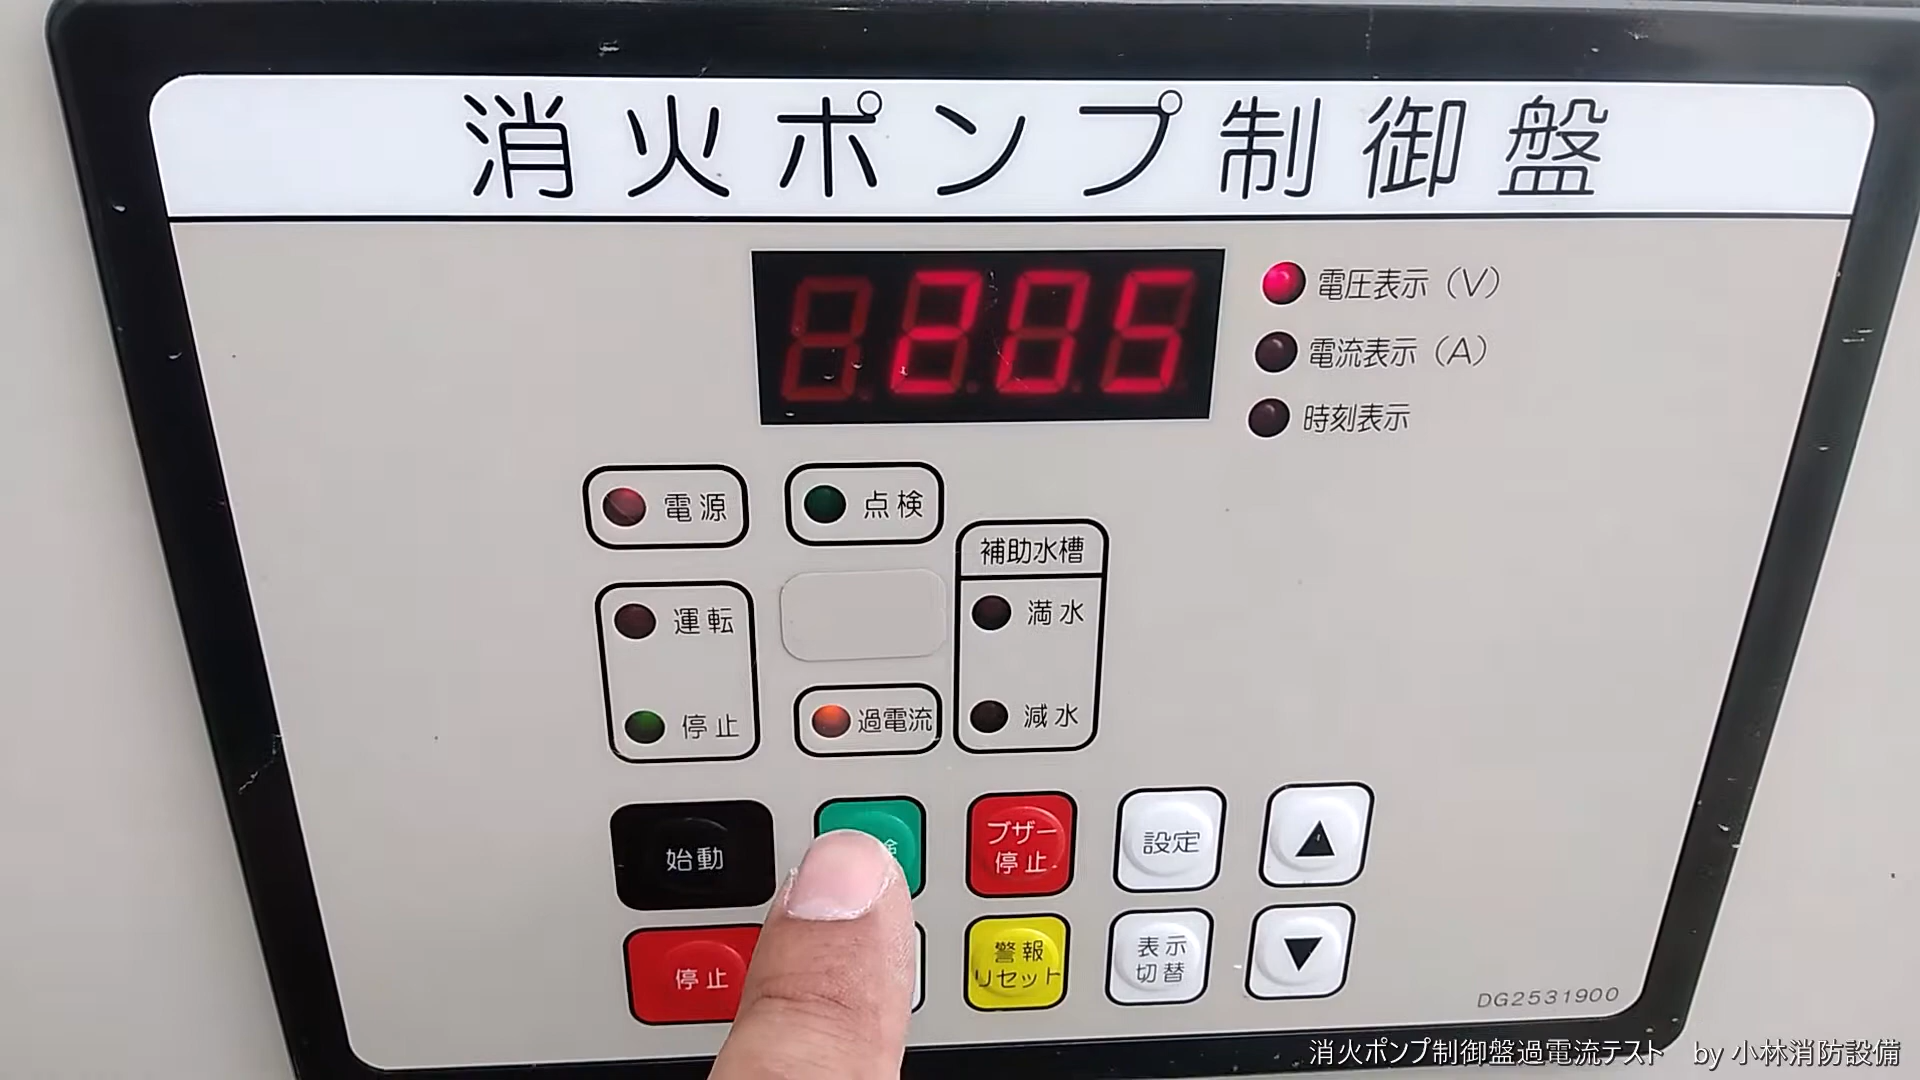 消火ポンプ制御盤
205
電圧表示（V）
電流表示（A）
時刻表示
電源
点検
補助水槽
運転
満水
停止
過電流
減水
始動
ブザー
停止
設定
▲
停止
警報
リセット
表示
切替
▼
DG2531900
消火ポンプ制御盤過電流テスト　by 小林消防設備